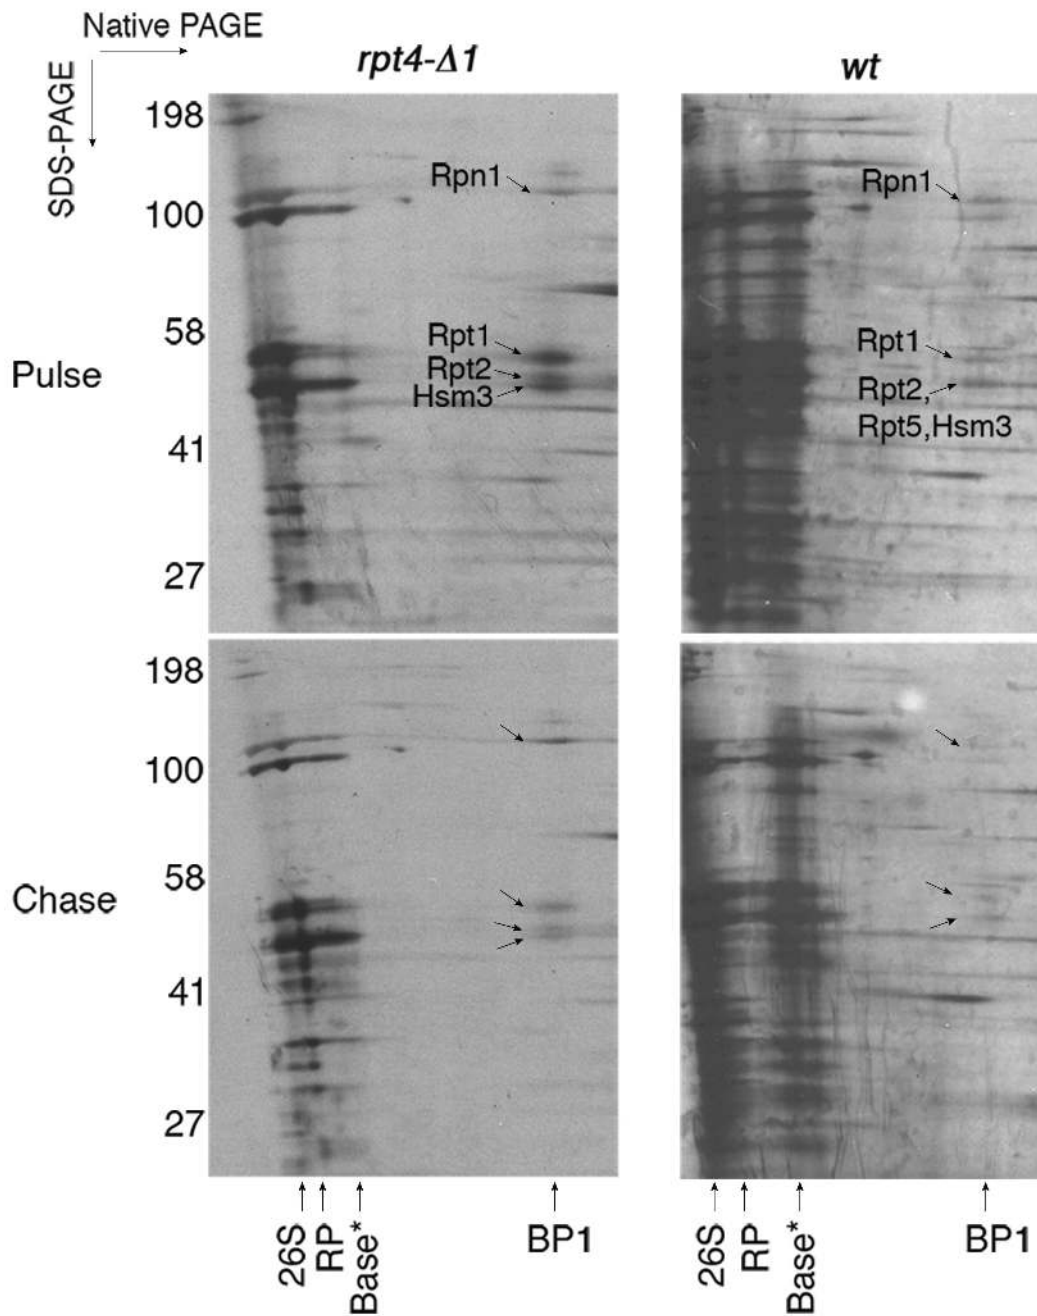 Native PAGE
SDS-PAGE
rpt4-Δ1
wt
198
100
58
41
27
Pulse
Rpn1
Rpt1
Rpt2
Hsm3
Rpn1
Rpt1
Rpt2,
Rpt5,Hsm3
198
100
58
41
27
Chase
26S
RP
Base*
BP1
26S
RP
Base*
BP1